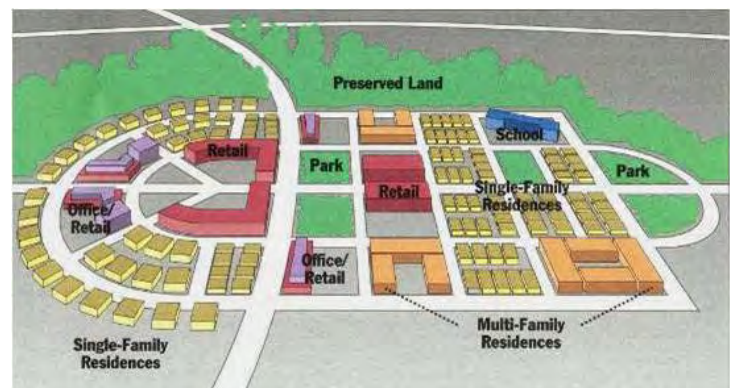 Preserved Land
School
Retail
Park
Park
Retail
Single-Family
Residences
Office/
Retail
Office/
Retail
Multi-Family
Residences
Single-Family
Residences